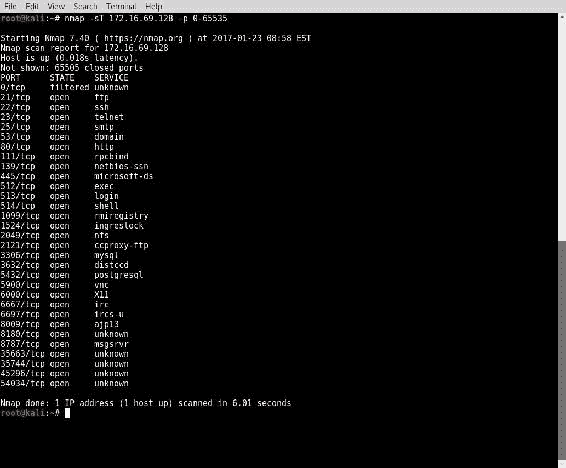 File Edit View Search Terminal Help
root@kali:~# nmap -sT 172.16.69.128 -p 0-65535
Starting Nmap 7.40 ( https://nmap.org ) at 2017-01-23 08:58 EST
Nmap scan report for 172.16.69.128
Host is up (0.018s latency).
Not shown: 65505 closed ports
PORT STATE SERVICE
0/tcp filtered unknown
21/tcp open ftp
22/tcp open ssh
23/tcp open telnet
25/tcp open smtp
53/tcp open domain
80/tcp open http
111/tcp open rpcbind
139/tcp open netbios-ssn
445/tcp open microsoft-ds
512/tcp open exec
513/tcp open login
514/tcp open shell
1099/tcp open rmiregistry
1524/tcp open ingreslock
2049/tcp open nfs
2121/tcp open ccproxy-ftp
3306/tcp open mysql
3632/tcp open distccd
5432/tcp open postgresql
5900/tcp open vnc
6000/tcp open X11
6667/tcp open irc
6697/tcp open ircs-u
8009/tcp open ajp13
8180/tcp open unknown
8787/tcp open msgsrvr
35663/tcp open unknown
35744/tcp open unknown
45296/tcp open unknown
54034/tcp open unknown
Nmap done: 1 IP address (1 host up) scanned in 6.01 seconds
root@kali:~#